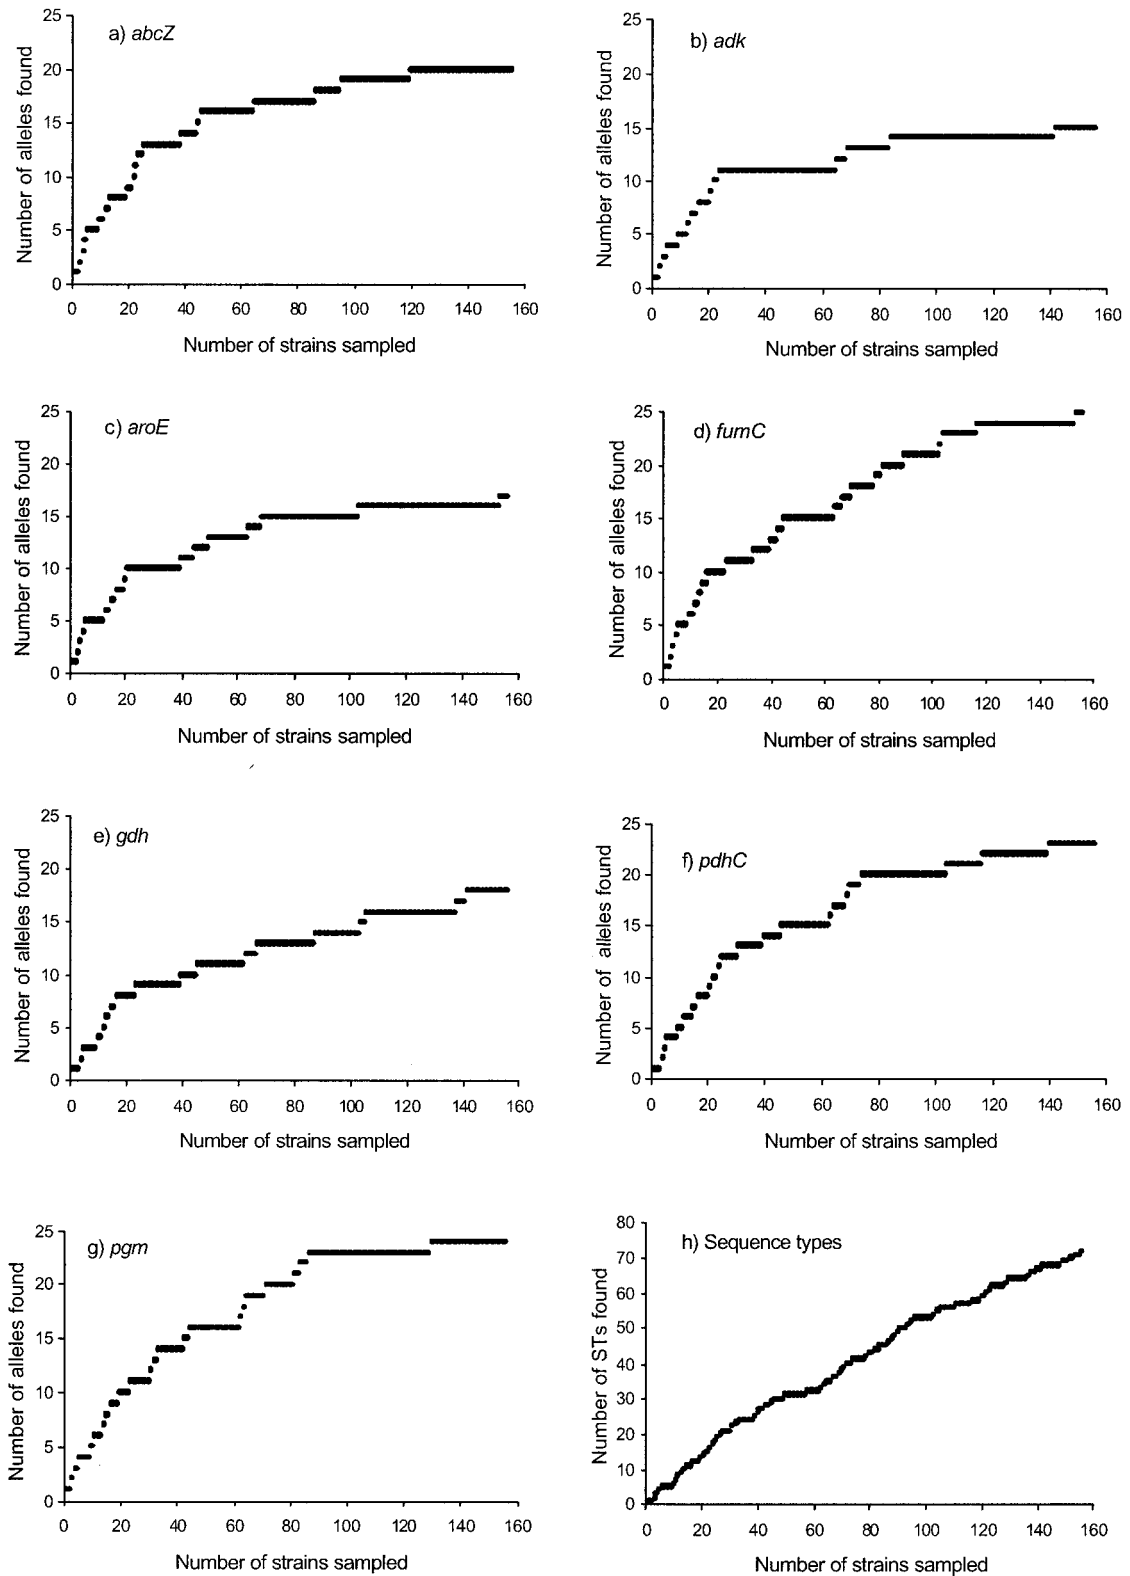 a) abcZ
Number of alleles found
25
20
15
10
5
0
0 20 40 60 80 100 120 140 160
Number of strains sampled
b) adk
Number of alleles found
25
20
15
10
5
0
0 20 40 60 80 100 120 140 160
Number of strains sampled
c) aroE
Number of alleles found
25
20
15
10
5
0
0 20 40 60 80 100 120 140 160
Number of strains sampled
d) fumC
Number of alleles found
25
20
15
10
5
0
0 20 40 60 80 100 120 140 160
Number of strains sampled
e) gdh
Number of alleles found
25
20
15
10
5
0
0 20 40 60 80 100 120 140 160
Number of strains sampled
f) pdhC
Number of alleles found
25
20
15
10
5
0
0 20 40 60 80 100 120 140 160
Number of strains sampled
g) pgm
Number of alleles found
25
20
15
10
5
0
0 20 40 60 80 100 120 140 160
Number of strains sampled
h) Sequence types
Number of STs found
80
70
60
50
40
30
20
10
0
0 20 40 60 80 100 120 140 160
Number of strains sampled